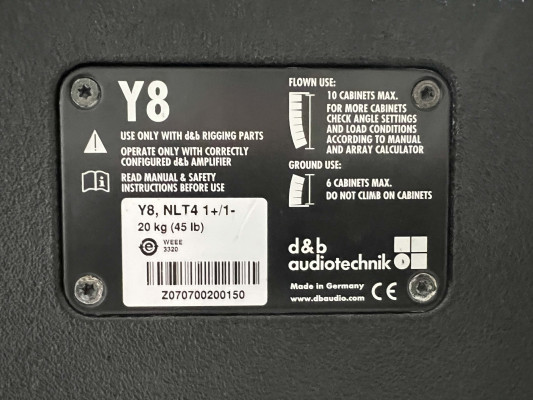 Y8
USE ONLY WITH d&b RIGGING PARTS
OPERATE ONLY WITH CORRECTLY
CONFIGURED d&b AMPLIFIER
READ MANUAL & SAFETY
INSTRUCTIONS BEFORE USE
Y8, NLT4 1+/1-
20 kg (45 lb)
WEEE
3320
Z070700200150
FLOWN USE:
10 CABINETS MAX.
FOR MORE CABINETS
CHECK ANGLE SETTINGS
AND LOAD CONDITIONS
ACCORDING TO MANUAL
AND ARRAY CALCULATOR
GROUND USE:
6 CABINETS MAX.
DO NOT CLIMB ON CABINETS
d&b
audiotechnik
Made in Germany
www.dbaudio.com
CE